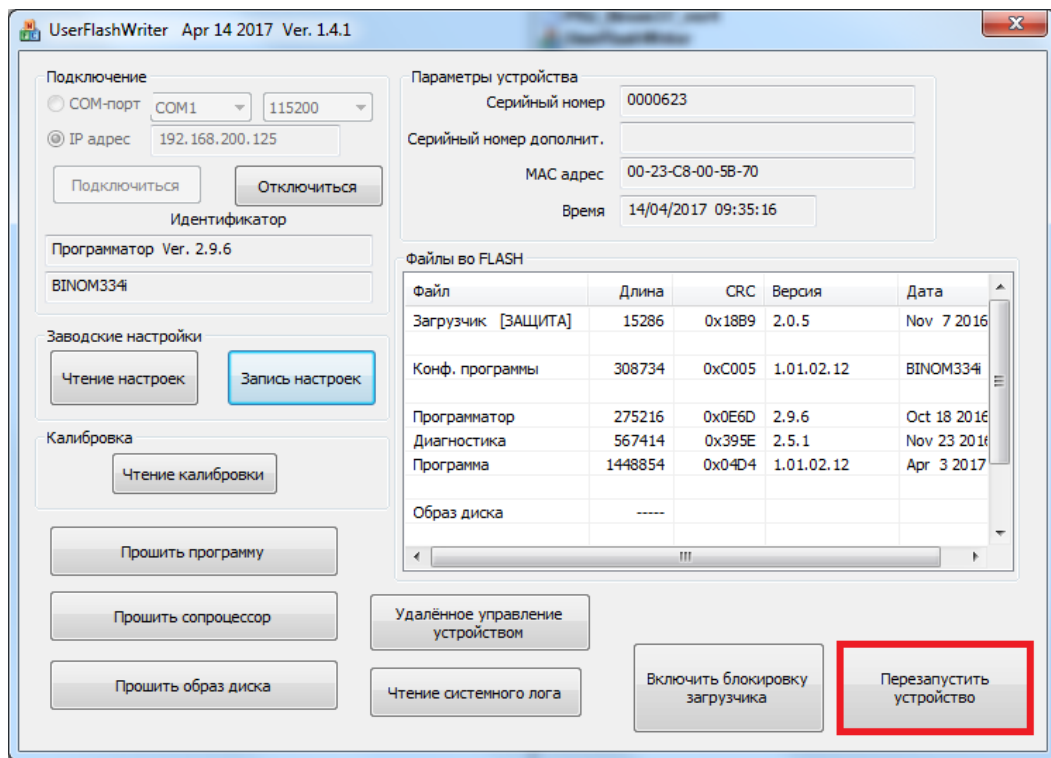 UserFlashWriter Apr 14 2017 Ver. 1.4.1
Подключение
COM-порт COM1 115200
IP адрес 192.168.200.125
Подключиться Отключиться
Идентификатор
Программатор Ver. 2.9.6
BINOM334i
Заводские настройки
Чтение настроек Запись настроек
Калибровка
Чтение калибровки
Прошить программу
Прошить сопроцессор
Прошить образ диска
Параметры устройства
Серийный номер 0000623
Серийный номер дополнит.
MAC адрес 00-23-C8-00-5B-70
Время 14/04/2017 09:35:16
Файлы во FLASH
Файл Длина CRC Версия Дата
Загрузчик [ЗАЩИТА] 15286 0x18B9 2.0.5 Nov 7 2016
Конф. программы 308734 0xC005 1.01.02.12 BINOM334i
Программатор 275216 0x0E6D 2.9.6 Oct 18 2016
Диагностика 567414 0x395E 2.5.1 Nov 23 2016
Программа 1448854 0x04D4 1.01.02.12 Apr 3 2017
Образ диска -----
Удалённое управление
устройством
Чтение системного лога
Включить блокировку
загрузчика
Перезапустить
устройство